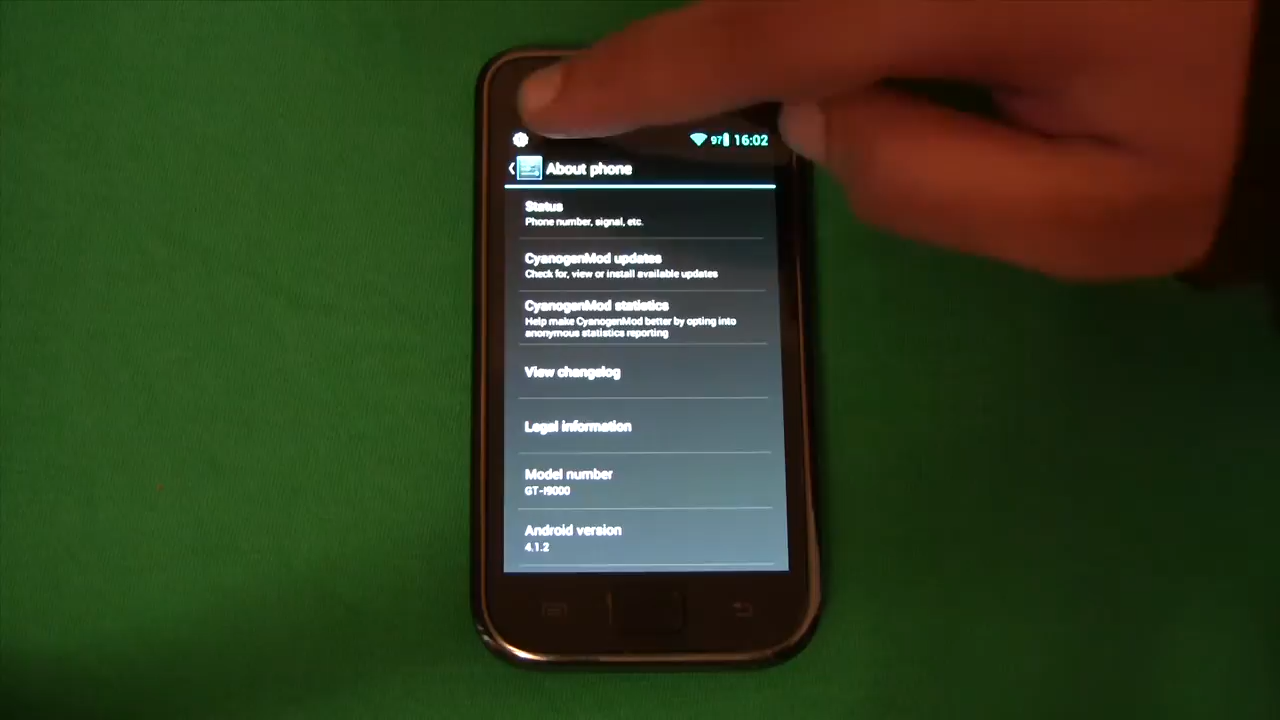 97 16:02
About phone
Status
Phone number, signal, etc.
CyanogenMod updates
Check for, view or install available updates
CyanogenMod statistics
Help make CyanogenMod better by opting into
anonymous statistics reporting
View changelog
Legal information
Model number
GT-I9000
Android version
4.1.2